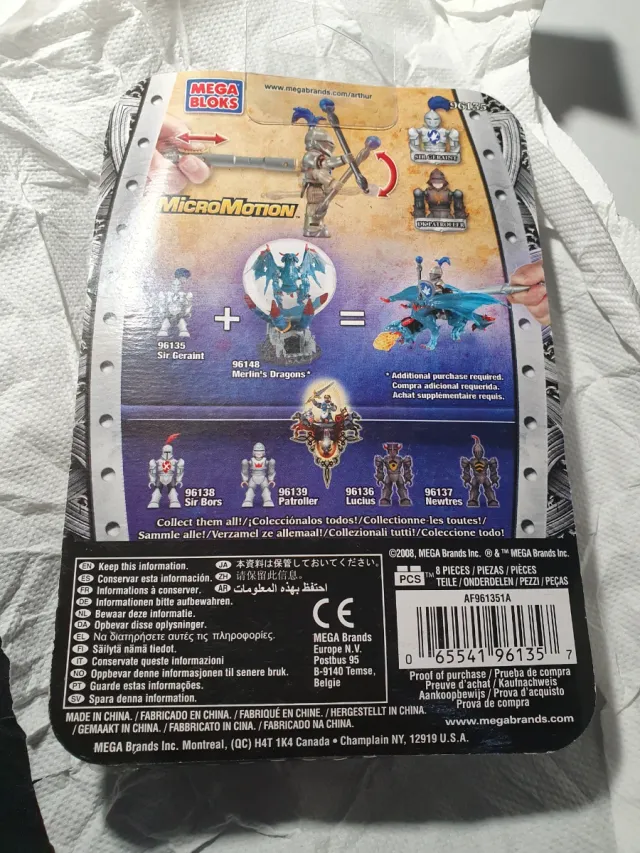 MEGA
BLOKS
www.megabrands.com/arthur
96135
SIR GERAINT
MICROMOTION™
+
=
96135
Sir Geraint
96148
Merlin's Dragons*
* Additional purchase required.
Compra adicional requerida.
Achat supplémentaire requis.
96138
Sir Bors
96139
Patroller
96136
Lucius
96137
Newtres
Collect them all!/¡Colecciónalos todos!/Collectionne-les toutes!/
Sammle alle!/Verzamel ze allemaal!/Collezionali tutti!/Coleccione todo!
EN Keep this information.
ES Conservar esta información.
FR Informations à conserver.
DE Informationen bitte aufbewahren.
NL Bewaar deze informatie.
DA Opbevar disse oplysninger.
EL Να διατηρήσετε αυτές τις πληροφορίες.
FI Säilytä nämä tiedot.
IT Conservate queste informazioni
NO Oppbevar denne informasjonen til senere bruk.
PT Guarde estas informações.
SV Spara denna information.
JA 本資料は保管しておいてください。
ZH 请保留此信息。
AR احتفظ بهذه المعلومات
CE
MEGA Brands
Europe N.V.
Postbus 95
B-9140 Temse,
Belgie
©2008, MEGA Brands Inc. ® & ™ MEGA Brands Inc.
PCS™
8 PIECES / PIEZAS / PIÈCES
TEILE / ONDERDELEN / PEZZI / PEÇAS
AF961351A
0 65541 96135 7
Proof of purchase / Prueba de compra
Preuve d'achat / Kaufnachweis
Aankoopbewijs / Prova d'acquisto
Prova de compra
www.megabrands.com
MADE IN CHINA. / FABRICADO EN CHINA. / FABRIQUÉ EN CHINE. / HERGESTELLT IN CHINA.
/ GEMAAKT IN CHINA. / FABBRICATO IN CINA. / FABRICADO NA CHINA.
MEGA Brands Inc. Montreal, (QC) H4T 1K4 Canada • Champlain NY, 12919 U.S.A.